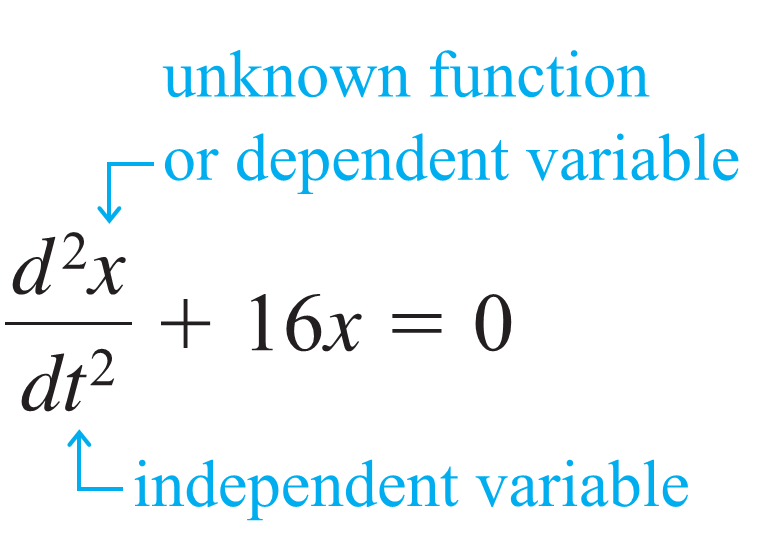 unknown function
or dependent variable
d²x
dt²
+ 16x = 0
independent variable